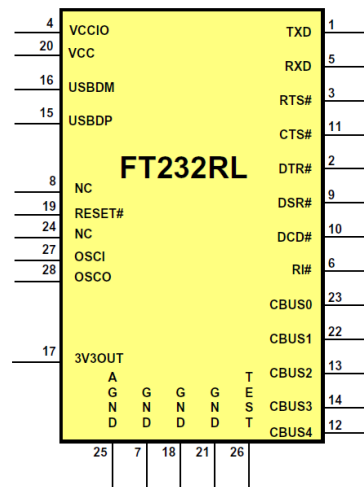 4 VCCIO TXD 1
20 VCC
RXD 5
16 USBDM
RTS# 3
15 USBDP
CTS# 11
DTR# 2
FT232RL
8 NC
DSR# 9
19 RESET#
24 NC
DCD# 10
27 OSCI
RI# 6
28 OSCO
CBUS0 23
CBUS1 22
17 3V3OUT
CBUS2 13
AGND GND GND GND TEST
CBUS3 14
CBUS4 12
25 7 18 21 26